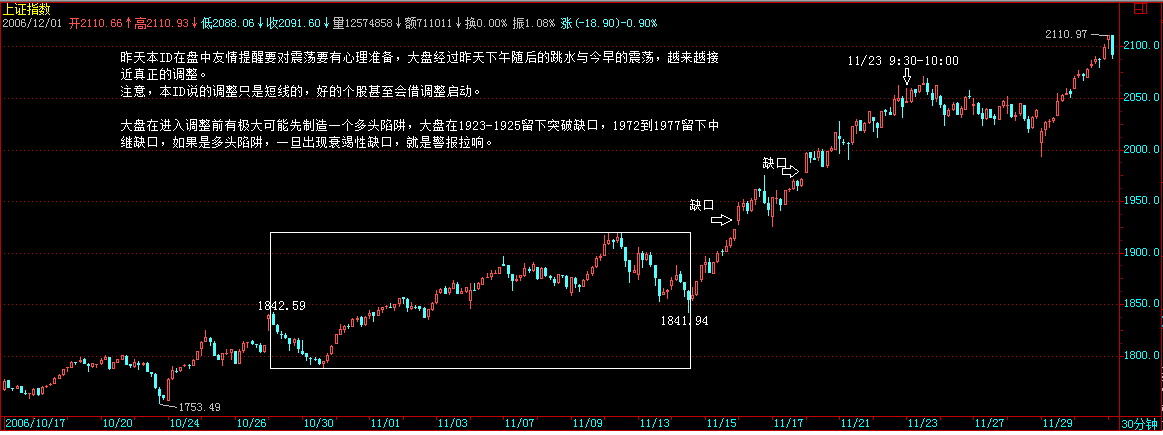 上证指数
2006/12/01 开2110.66↑高2110.93↓低2088.06↓收2091.60↓量12574858↓额711011↓换0.00% 振1.08% 涨(-18.90)-0.90%
2110.97
2100.0
昨天本ID在盘中友情提醒要对震荡要有心理准备，大盘经过昨天下午随后的跳水与今早的震荡，越来越接
近真正的调整。
注意，本ID说的调整只是短线的，好的个股甚至会借调整启动。
11/23 9:30-10:00
2050.0
大盘在进入调整前有极大可能先制造一个多头陷阱，大盘在1923-1925留下突破缺口，1972到1977留下中
继缺口，如果是多头陷阱，一旦出现衰竭性缺口，就是警报拉响。
2000.0
缺口
缺口
1950.0
1900.0
1842.59
1850.0
1841.94
1800.0
1753.49
2006/10/17 10/20 10/24 10/26 10/30 11/01 11/03 11/07 11/09 11/13 11/15 11/17 11/21 11/23 11/27 11/29 30分钟